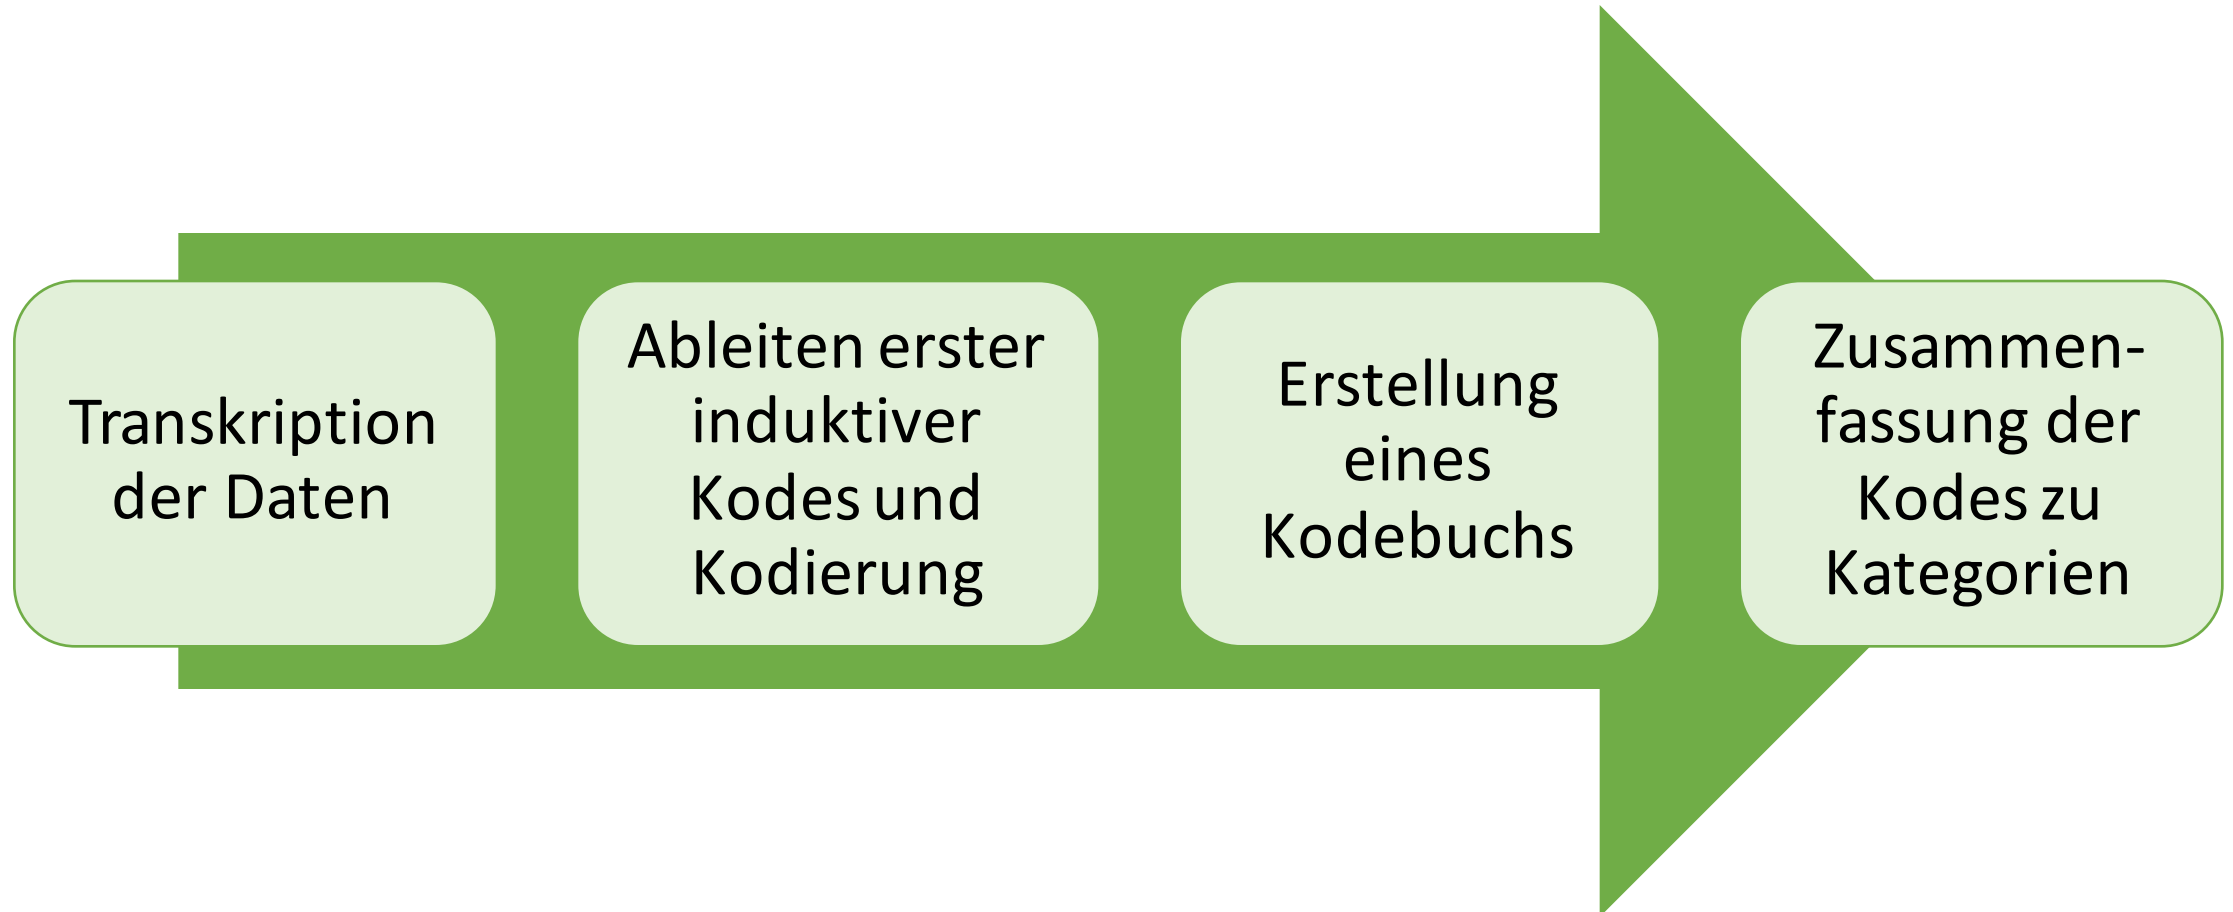 Transkription
der Daten
Ableiten erster
induktiver
Kodes und
Kodierung
Erstellung
eines
Kodebuchs
Zusammen-
fassung der
Kodes zu
Kategorien